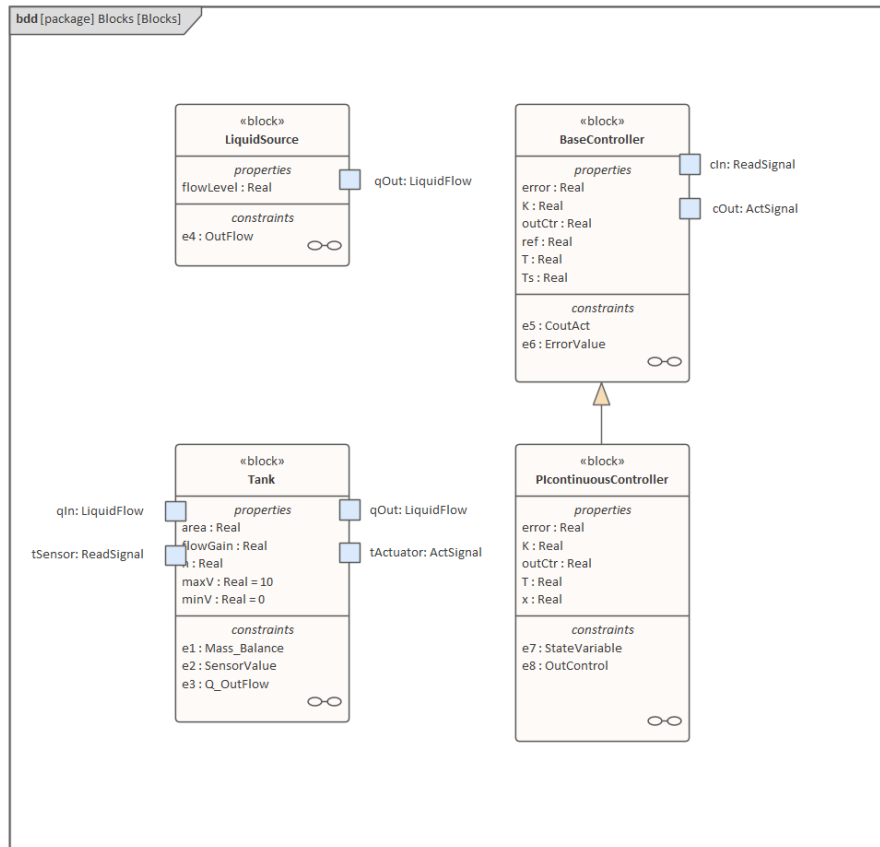 bdd [package] Blocks [Blocks]
«block»
LiquidSource
properties
flowLevel : Real
constraints
e4 : OutFlow
qOut: LiquidFlow
«block»
BaseController
properties
error : Real
K : Real
outCtr : Real
ref : Real
T : Real
Ts : Real
constraints
e5 : CoutAct
e6 : ErrorValue
cIn: ReadSignal
cOut: ActSignal
«block»
Tank
properties
area : Real
flowGain : Real
: Real
maxV : Real = 10
minV : Real = 0
constraints
e1 : Mass_Balance
e2 : SensorValue
e3 : Q_OutFlow
qIn: LiquidFlow
tSensor: ReadSignal
qOut: LiquidFlow
tActuator: ActSignal
«block»
PIcontinuousController
properties
error : Real
K : Real
outCtr : Real
T : Real
x : Real
constraints
e7 : StateVariable
e8 : OutControl